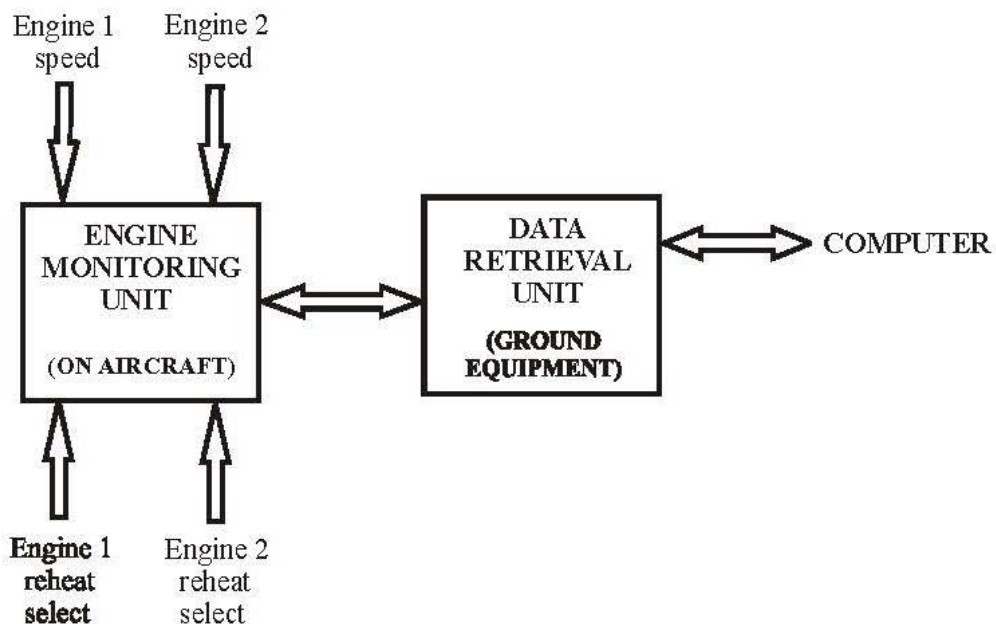 Engine 1
speed
Engine 2
speed
ENGINE
MONITORING
UNIT
(ON AIRCRAFT)
DATA
RETRIEVAL
UNIT
(GROUND
EQUIPMENT)
COMPUTER
Engine 1
reheat
select
Engine 2
reheat
select